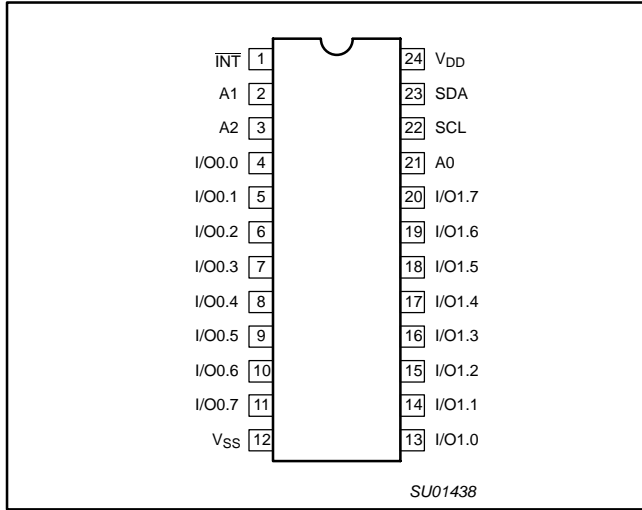 INT 1 24 VDD
A1 2 23 SDA
A2 3 22 SCL
I/O0.0 4 21 A0
I/O0.1 5 20 I/O1.7
I/O0.2 6 19 I/O1.6
I/O0.3 7 18 I/O1.5
I/O0.4 8 17 I/O1.4
I/O0.5 9 16 I/O1.3
I/O0.6 10 15 I/O1.2
I/O0.7 11 14 I/O1.1
VSS 12 13 I/O1.0
SU01438